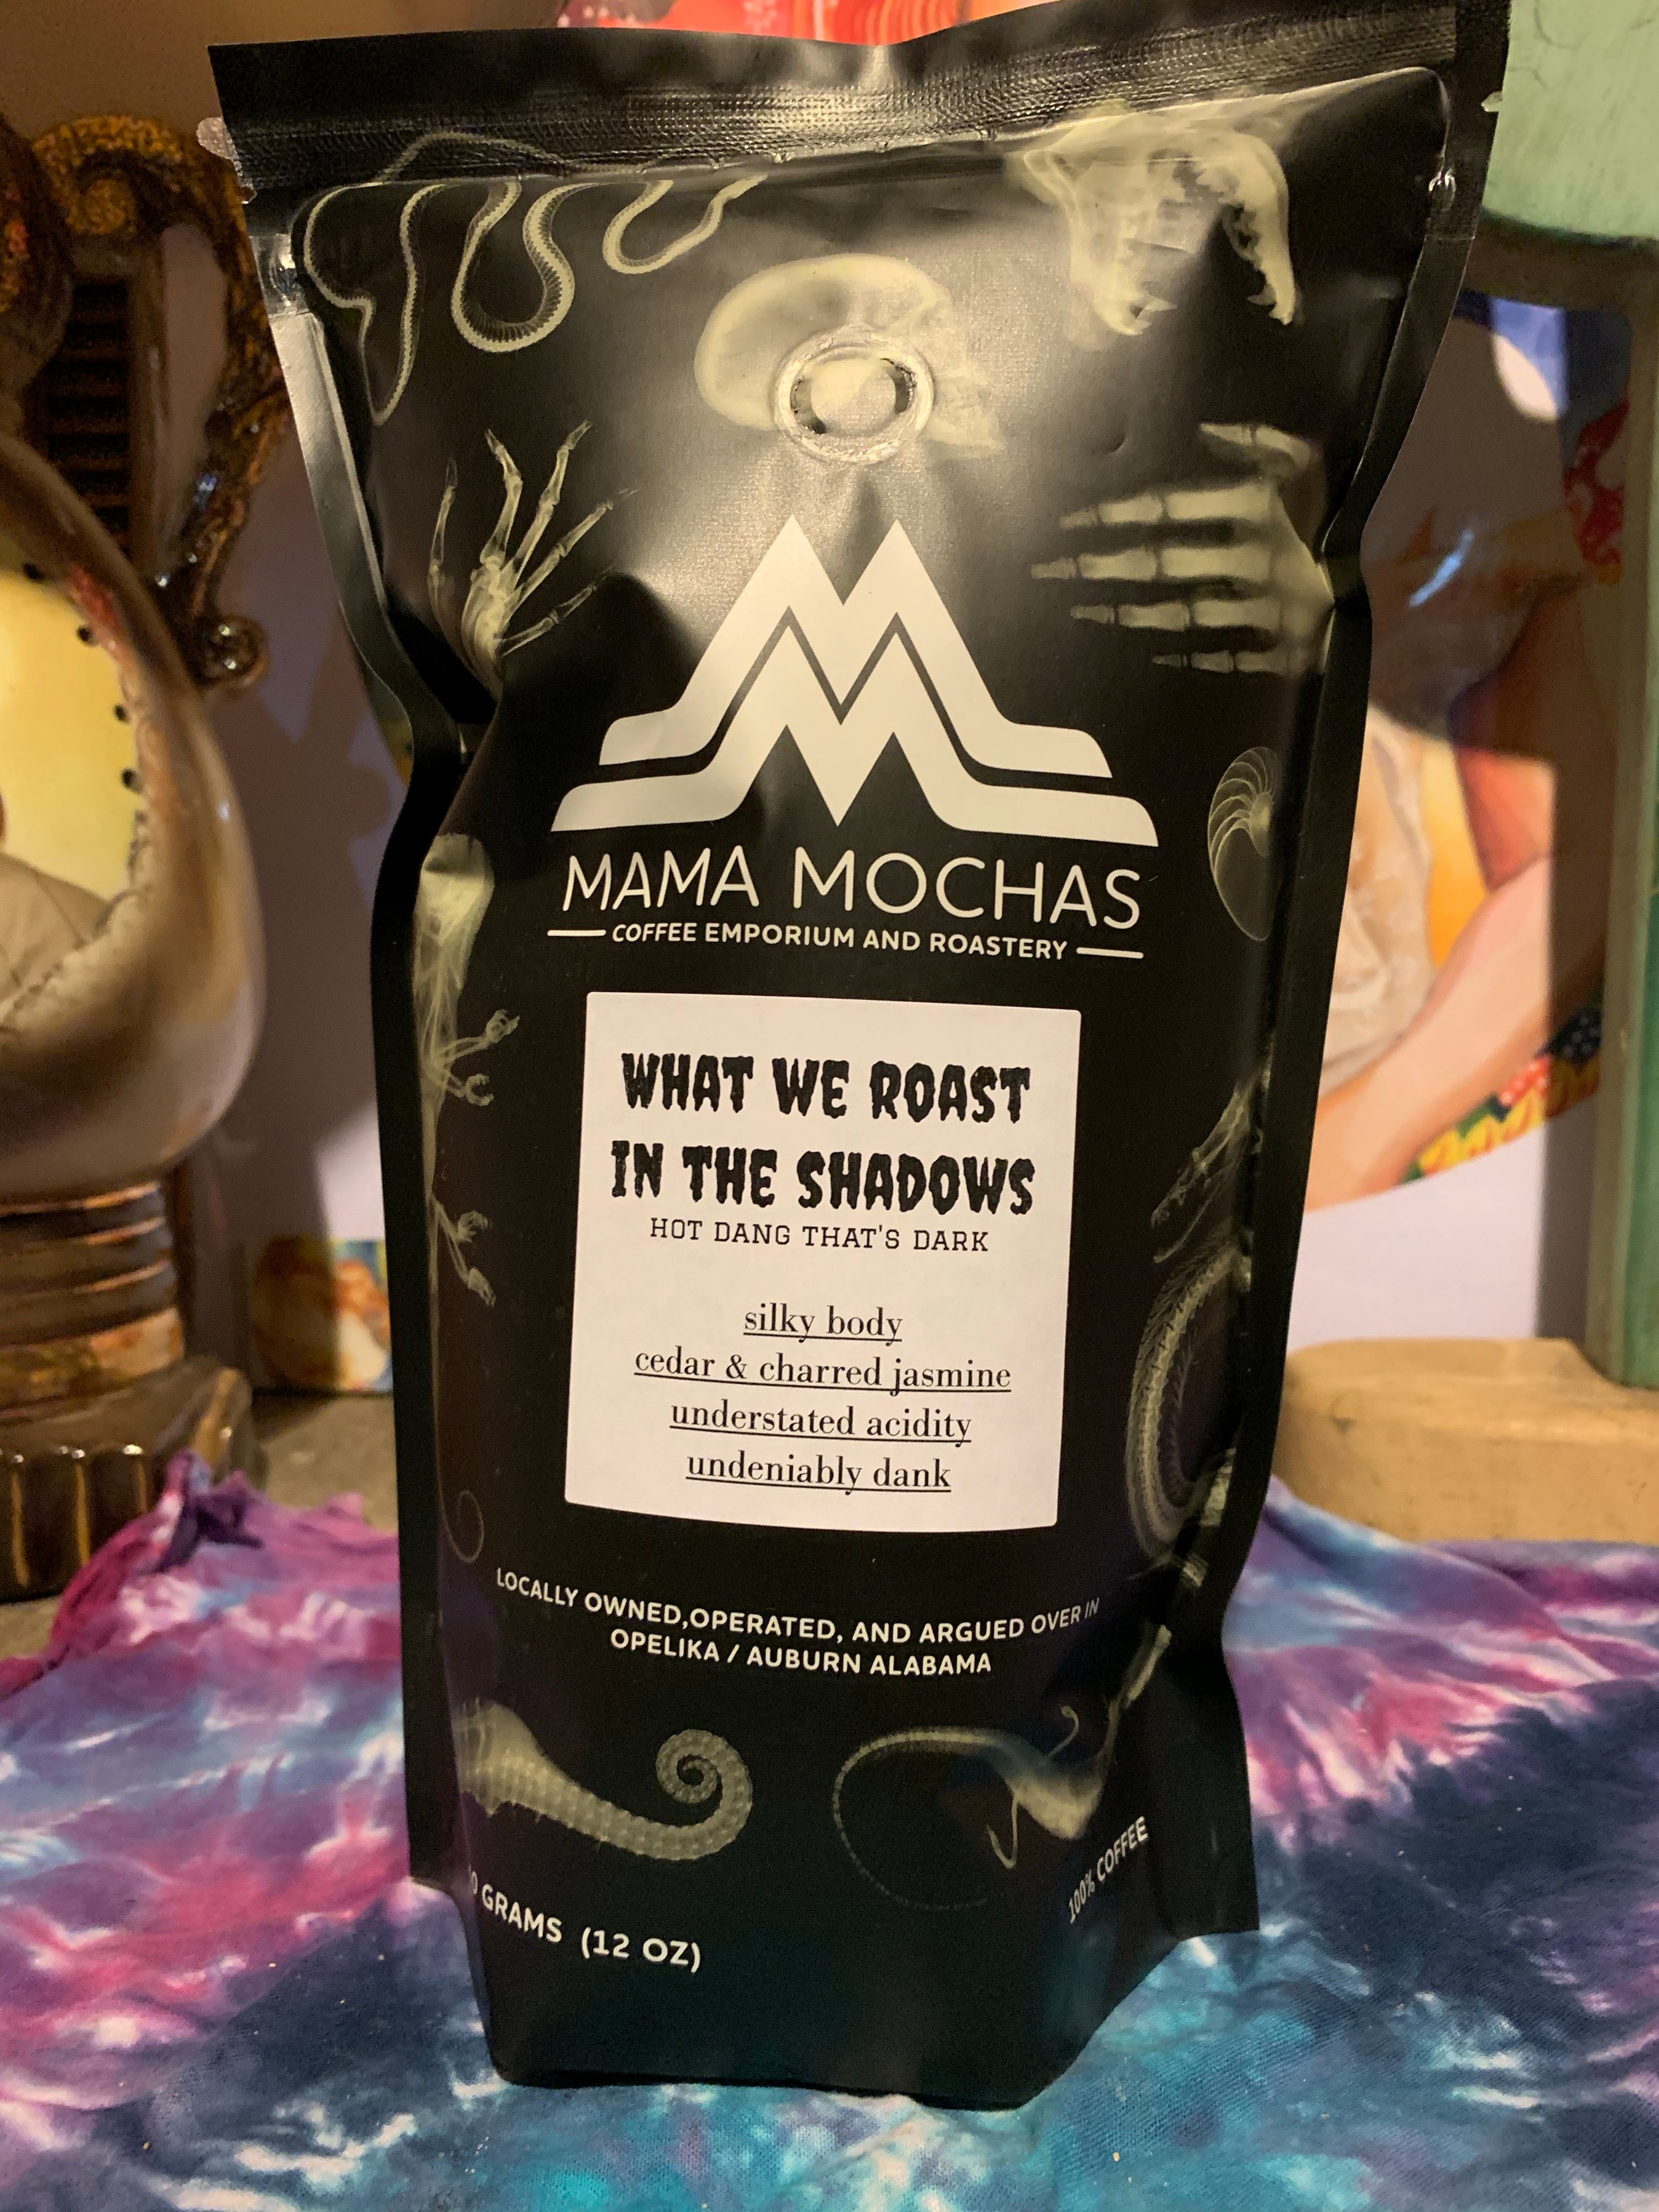 MAMA MOCHAS
COFFEE EMPORIUM AND ROASTERY
WHAT WE ROAST
IN THE SHADOWS
HOT DANG THAT'S DARK
silky body
cedar & charred jasmine
understated acidity
undeniably dank
LOCALLY OWNED,OPERATED, AND ARGUED OVER IN
OPELIKA / AUBURN ALABAMA
GRAMS (12 OZ)
100% COFFEE